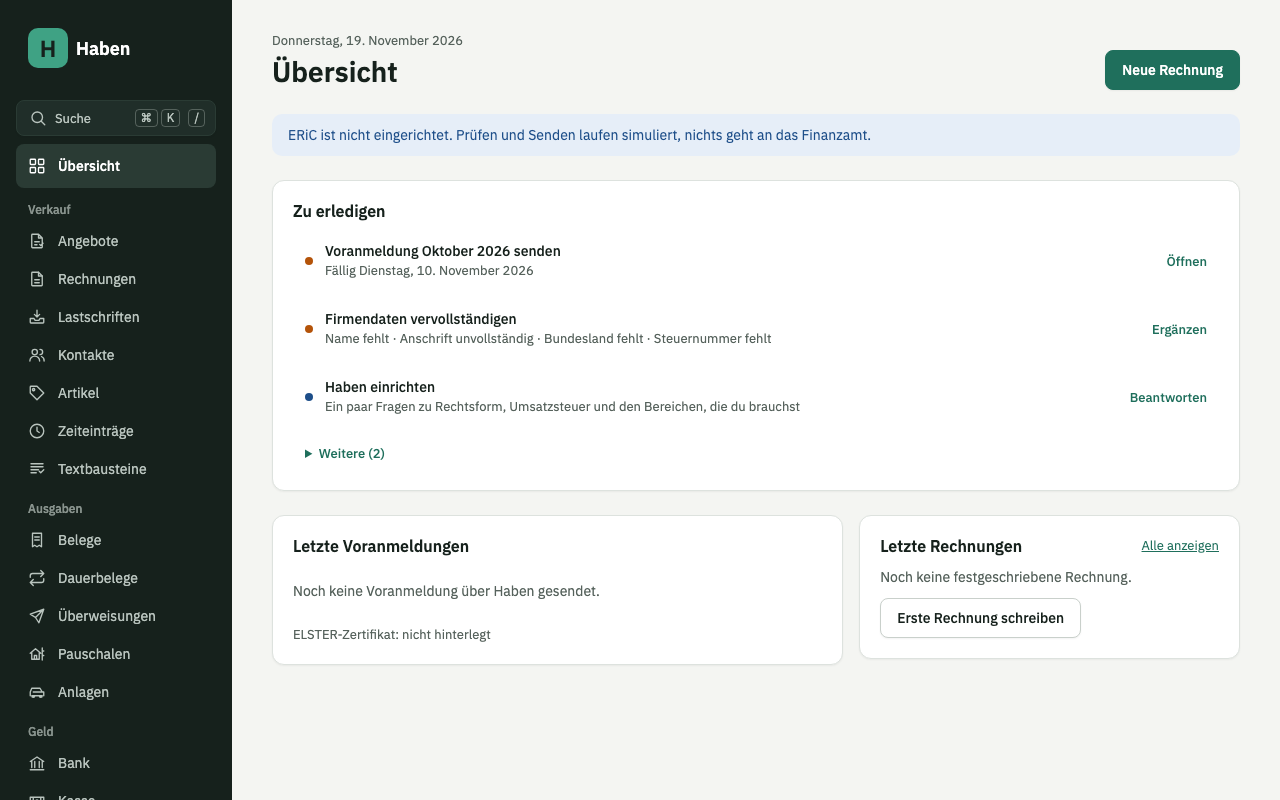 H Haben
Suche ⌘ K /
Übersicht
Verkauf
Angebote
Rechnungen
Lastschriften
Kontakte
Artikel
Zeiteinträge
Textbausteine
Ausgaben
Belege
Dauerbelege
Überweisungen
Pauschalen
Anlagen
Geld
Bank
Kasse
Donnerstag, 19. November 2026
Übersicht
Neue Rechnung
ERiC ist nicht eingerichtet. Prüfen und Senden laufen simuliert, nichts geht an das Finanzamt.
Zu erledigen
Voranmeldung Oktober 2026 senden
Fällig Dienstag, 10. November 2026
Öffnen
Firmendaten vervollständigen
Name fehlt · Anschrift unvollständig · Bundesland fehlt · Steuernummer fehlt
Ergänzen
Haben einrichten
Ein paar Fragen zu Rechtsform, Umsatzsteuer und den Bereichen, die du brauchst
Beantworten
Weitere (2)
Letzte Voranmeldungen
Noch keine Voranmeldung über Haben gesendet.
ELSTER-Zertifikat: nicht hinterlegt
Letzte Rechnungen
Alle anzeigen
Noch keine festgeschriebene Rechnung.
Erste Rechnung schreiben